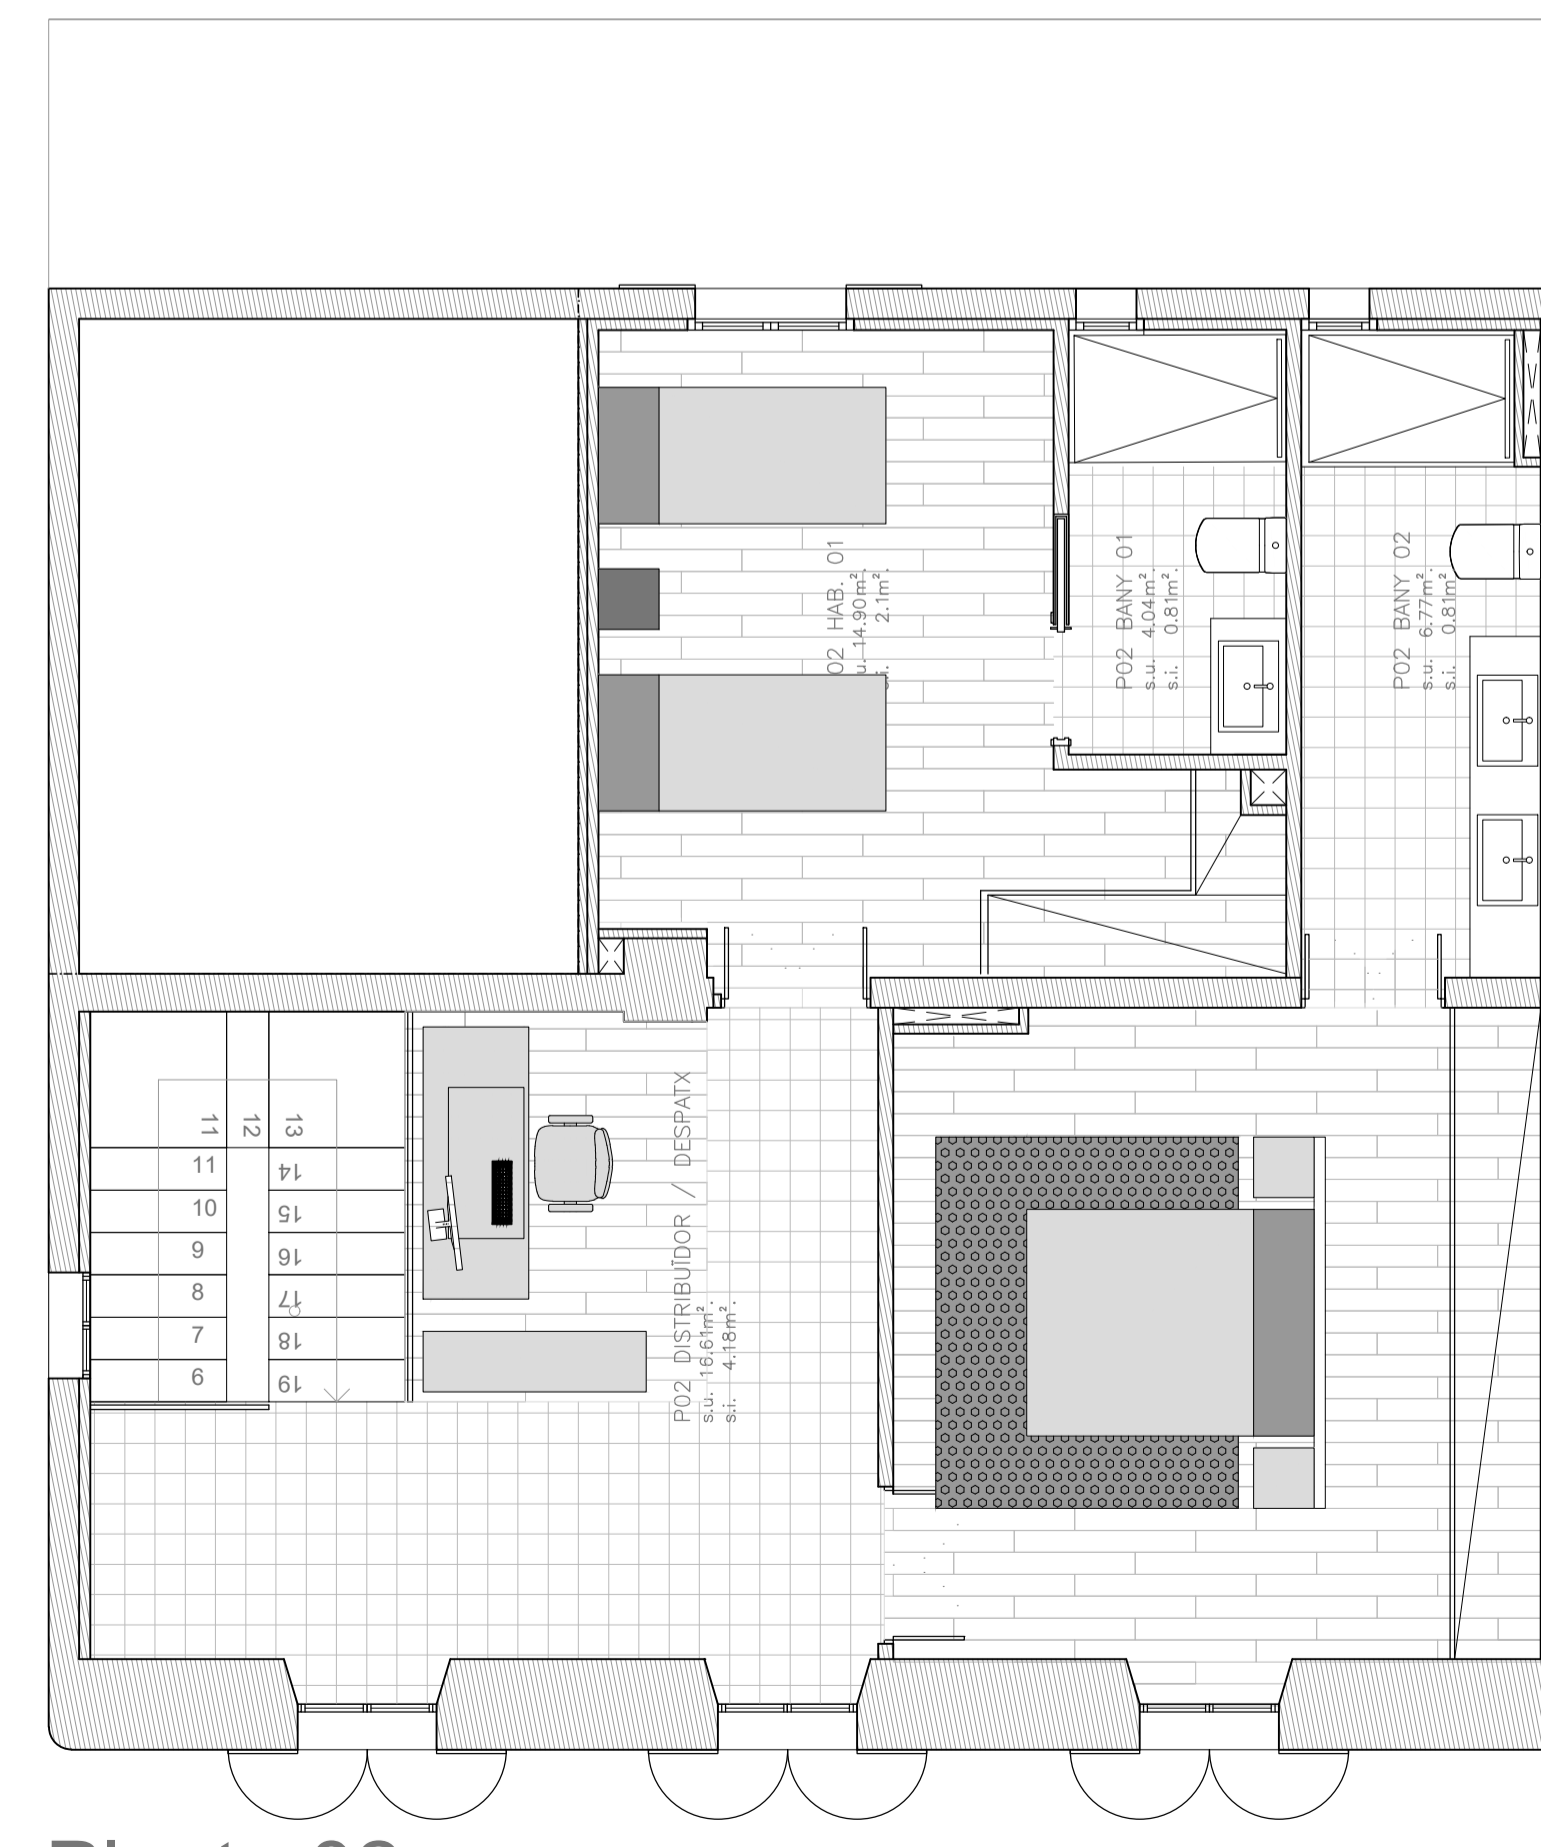 02 HAB. 01
u. 14.90m².
s.i. 2.1m².
P02 BANY 01
s.u. 4.04m².
s.i. 0.81m².
P02 BANY 02
s.u. 6.77m².
s.i. 0.81m²
P02 DISTRIBUÏDOR / DESPATX
s.u. 16.61m².
s.i. 4.18m².
11 12 13
11 14
10 15
9 16
8 17
7 18
6 19